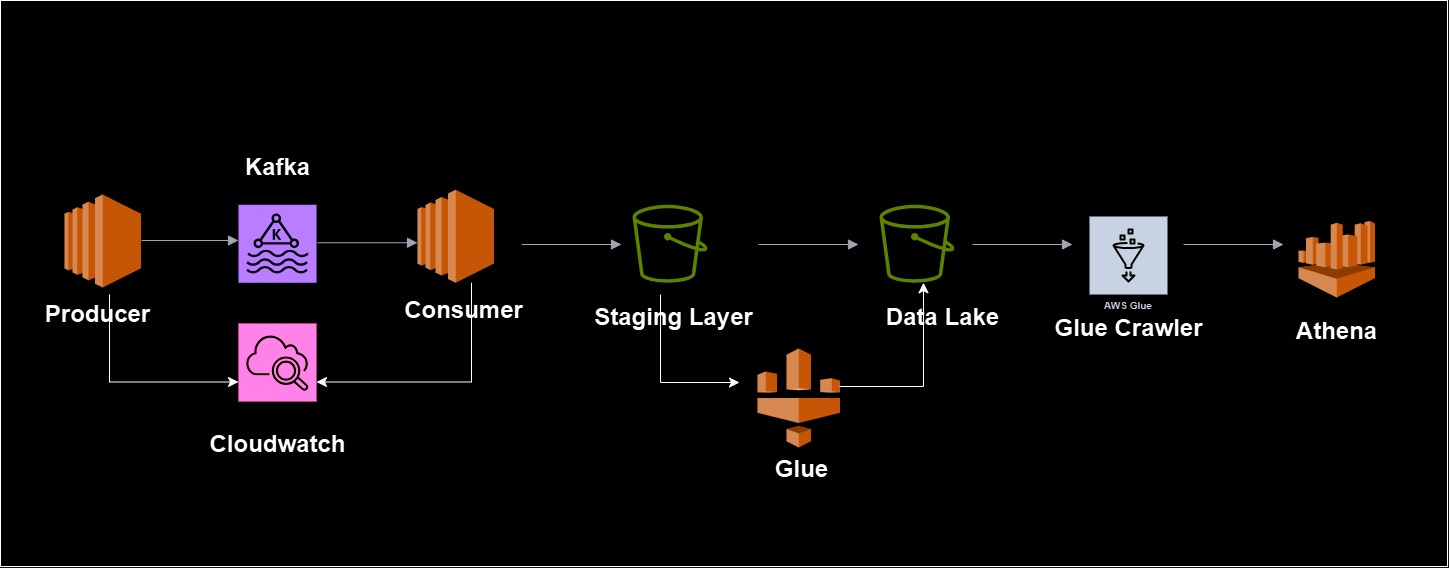 Kafka
K
Producer
Consumer
Staging Layer
Data Lake
AWS Glue
Glue Crawler
Athena
Cloudwatch
Glue